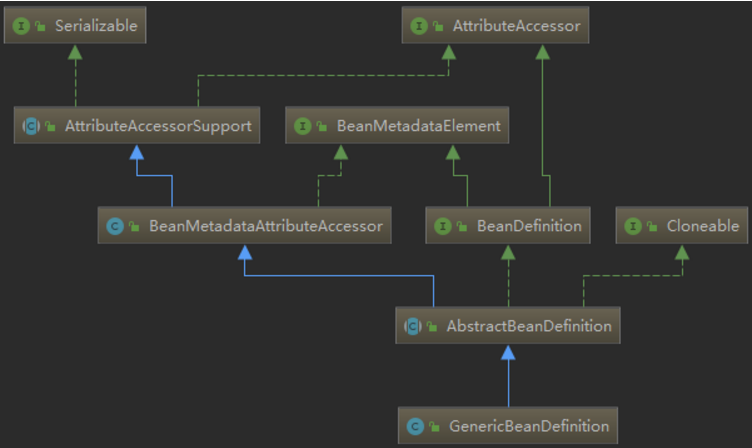 I Serializable
I AttributeAccessor
C AttributeAccessorSupport
I BeanMetadataElement
C BeanMetadataAttributeAccessor
I BeanDefinition
I Cloneable
C AbstractBeanDefinition
C GenericBeanDefinition